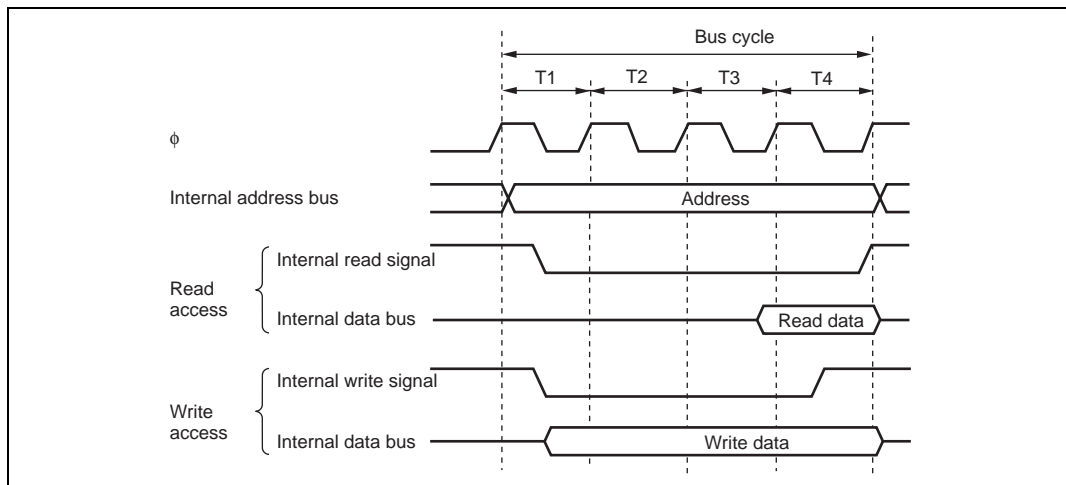 Bus cycle
T1 T2 T3 T4
ϕ
Internal address bus
Address
Read access
Internal read signal
Internal data bus
Read data
Write access
Internal write signal
Internal data bus
Write data